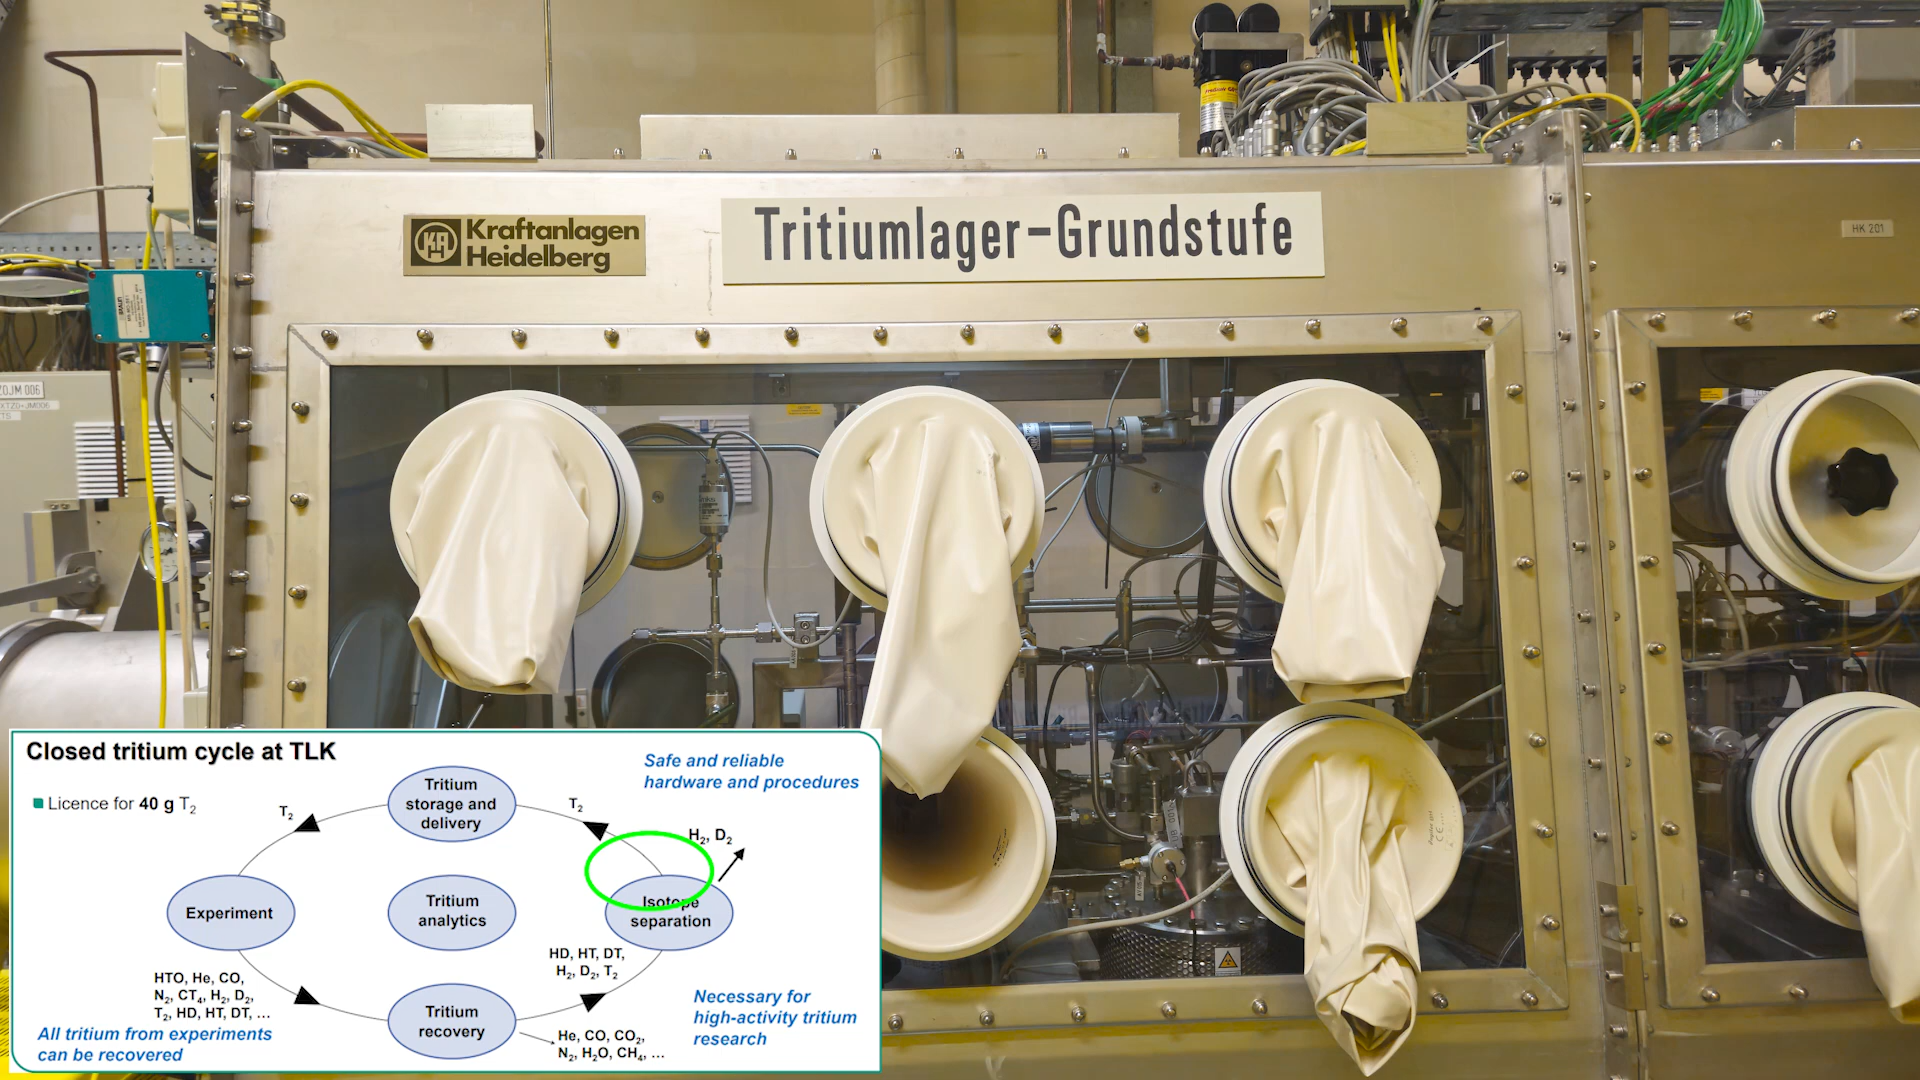 Kraftanlagen
Heidelberg
Tritiumlager-Grundstufe
HK 201
ZDJM 006
Closed tritium cycle at TLK
Licence for 40 g T₂
Safe and reliable
hardware and procedures
Tritium
storage and
delivery
T₂
T₂
H₂, D₂
Experiment
Tritium
analytics
Isotope
separation
HD, HT, DT,
H₂, D₂, T₂
HTO, He, CO,
N₂, CT₄, H₂, D₂,
T₂, HD, HT, DT, ...
Tritium
recovery
He, CO, CO₂,
N₂, H₂O, CH₄, ...
All tritium from experiments
can be recovered
Necessary for
high-activity tritium
research